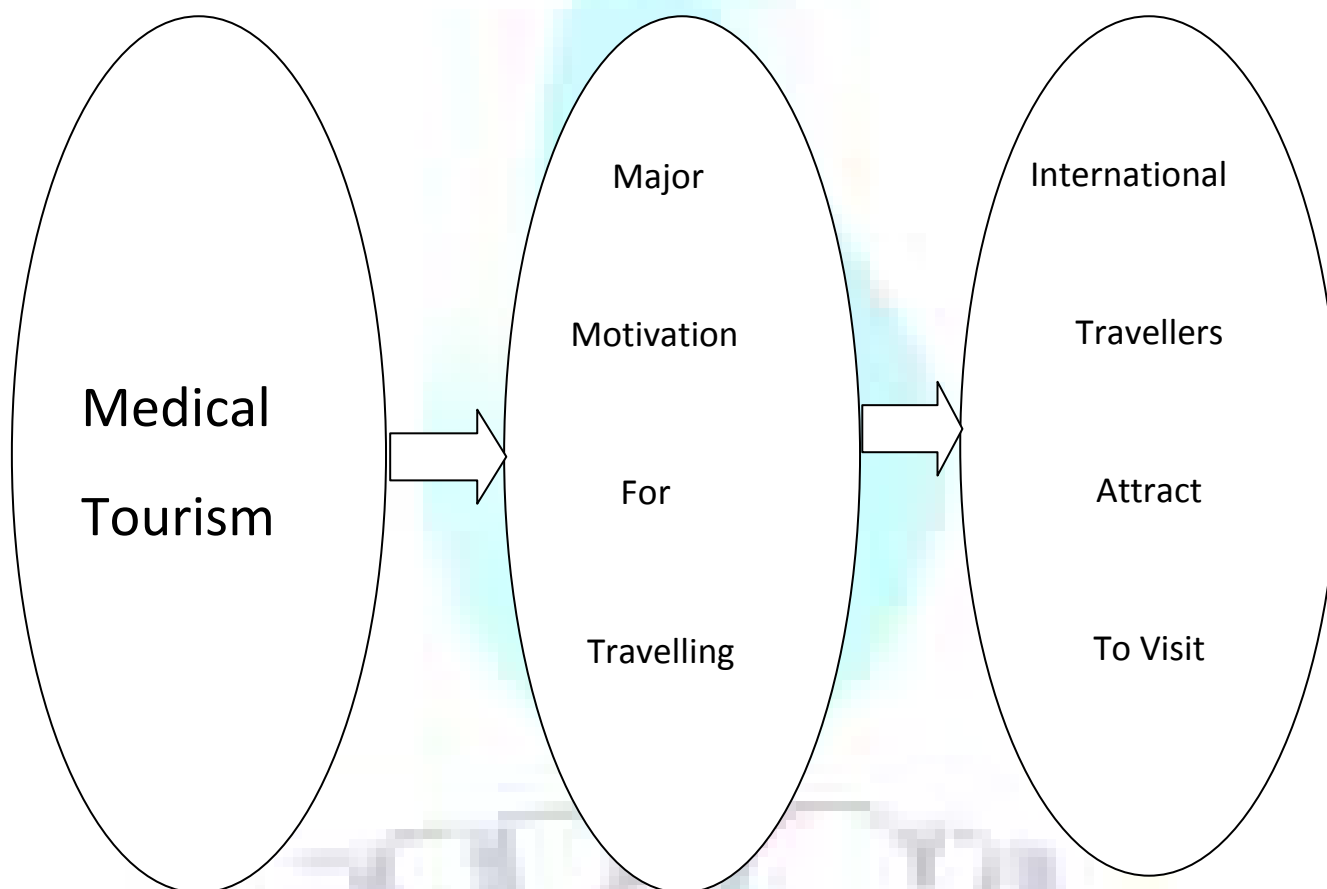 Medical
Tourism
Major
Motivation
For
Travelling
International
Travellers
Attract
To Visit